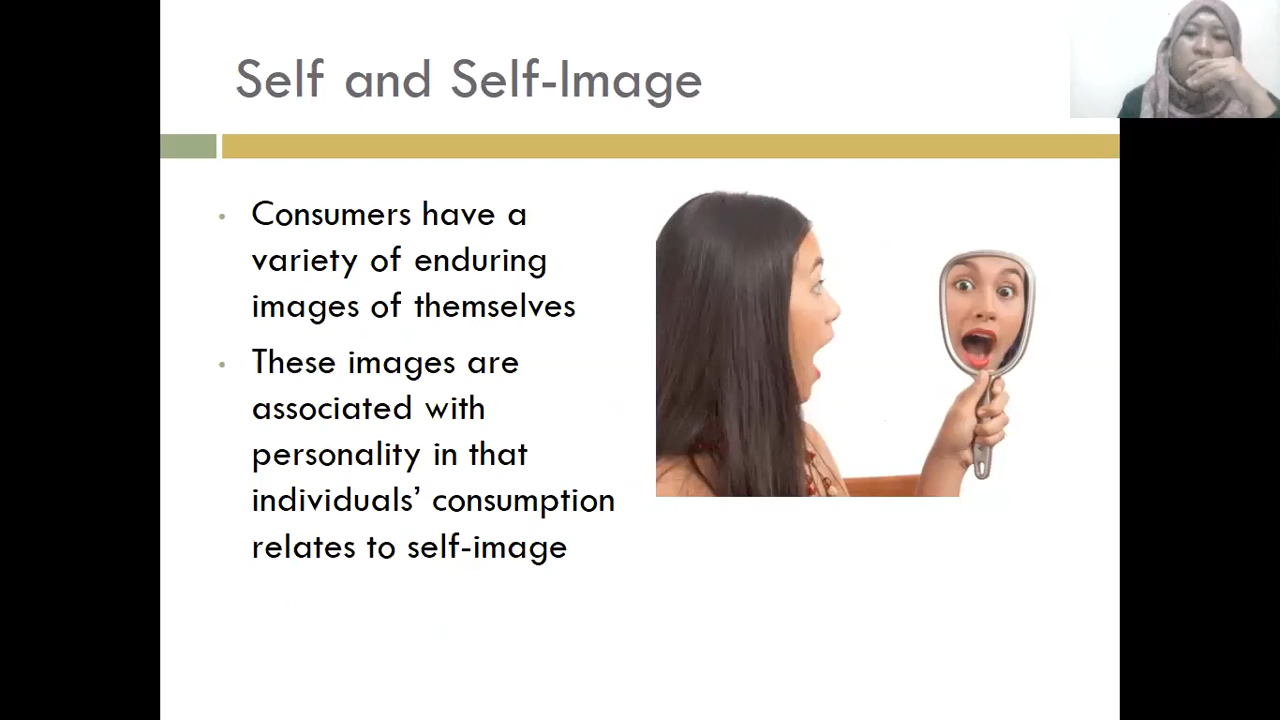 Self and Self-Image
• Consumers have a
variety of enduring
images of themselves
• These images are
associated with
personality in that
individuals’ consumption
relates to self-image